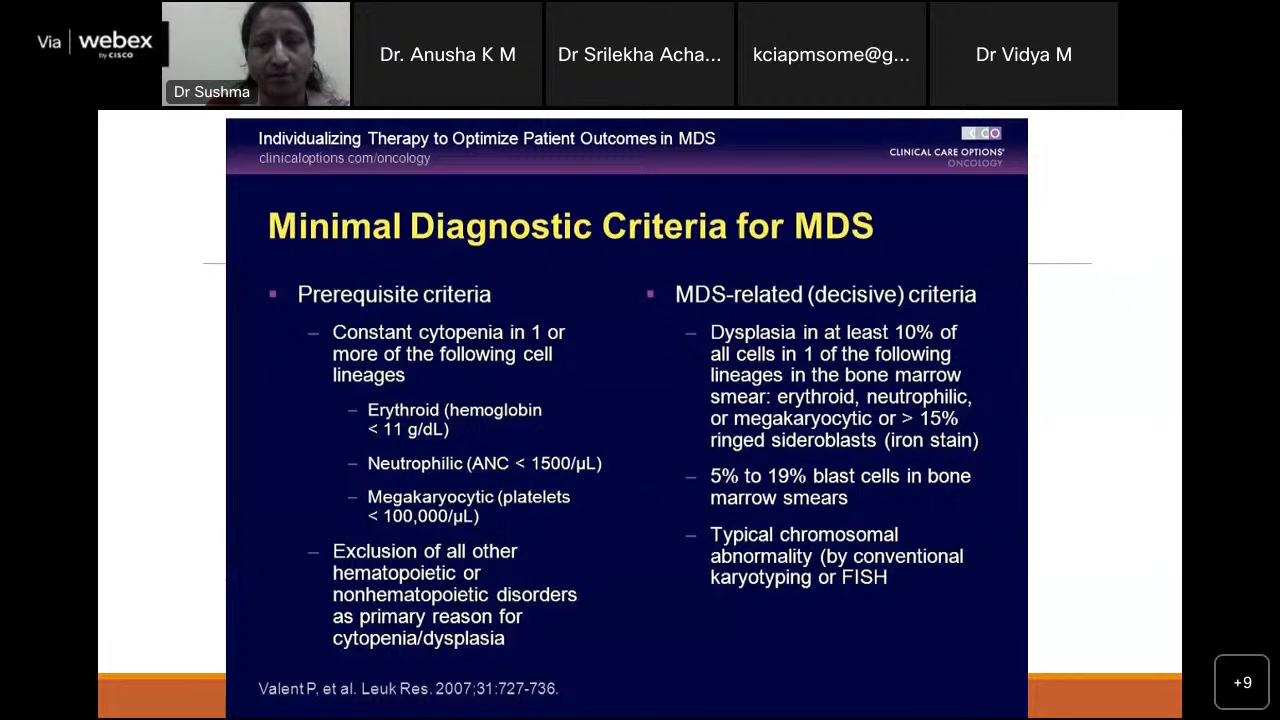 Via webex
by CISCO
Dr Sushma
Dr. Anusha K M
Dr Srilekha Acha...
kciapmsome@g...
Dr Vidya M
Individualizing Therapy to Optimize Patient Outcomes in MDS
clinicaloptions.com/oncology
CCO
CLINICAL CARE OPTIONS®
ONCOLOGY
Minimal Diagnostic Criteria for MDS
▪ Prerequisite criteria
– Constant cytopenia in 1 or
more of the following cell
lineages
– Erythroid (hemoglobin
< 11 g/dL)
– Neutrophilic (ANC < 1500/µL)
– Megakaryocytic (platelets
< 100,000/µL)
– Exclusion of all other
hematopoietic or
nonhematopoietic disorders
as primary reason for
cytopenia/dysplasia
▪ MDS-related (decisive) criteria
– Dysplasia in at least 10% of
all cells in 1 of the following
lineages in the bone marrow
smear: erythroid, neutrophilic,
or megakaryocytic or > 15%
ringed sideroblasts (iron stain)
– 5% to 19% blast cells in bone
marrow smears
– Typical chromosomal
abnormality (by conventional
karyotyping or FISH
Valent P, et al. Leuk Res. 2007;31:727-736.
+9